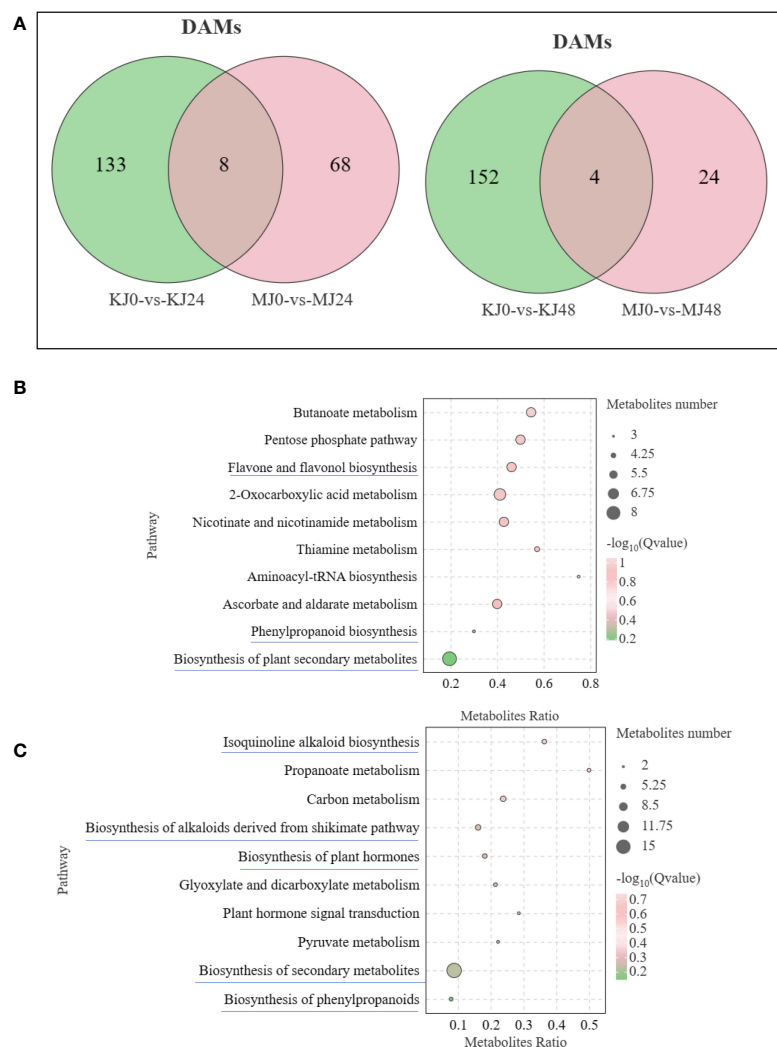 A
DAMs
DAMs
133
8
68
152
4
24
KJ0-vs-KJ24
MJ0-vs-MJ24
KJ0-vs-KJ48
MJ0-vs-MJ48
B
Pathway
Butanoate metabolism
Pentose phosphate pathway
Flavone and flavonol biosynthesis
2-Oxocarboxylic acid metabolism
Nicotinate and nicotinamide metabolism
Thiamine metabolism
Aminoacyl-tRNA biosynthesis
Ascorbate and aldarate metabolism
Phenylpropanoid biosynthesis
Biosynthesis of plant secondary metabolites
0.2 0.4 0.6 0.8
Metabolites Ratio
Metabolites number
3
4.25
5.5
6.75
8
-log10(Qvalue)
1
0.8
0.6
0.4
0.2
C
Pathway
Isoquinoline alkaloid biosynthesis
Propanoate metabolism
Carbon metabolism
Biosynthesis of alkaloids derived from shikimate pathway
Biosynthesis of plant hormones
Glyoxylate and dicarboxylate metabolism
Plant hormone signal transduction
Pyruvate metabolism
Biosynthesis of secondary metabolites
Biosynthesis of phenylpropanoids
0.1 0.2 0.3 0.4 0.5
Metabolites Ratio
Metabolites number
2
5.25
8.5
11.75
15
-log10(Qvalue)
0.7
0.6
0.5
0.4
0.3
0.2